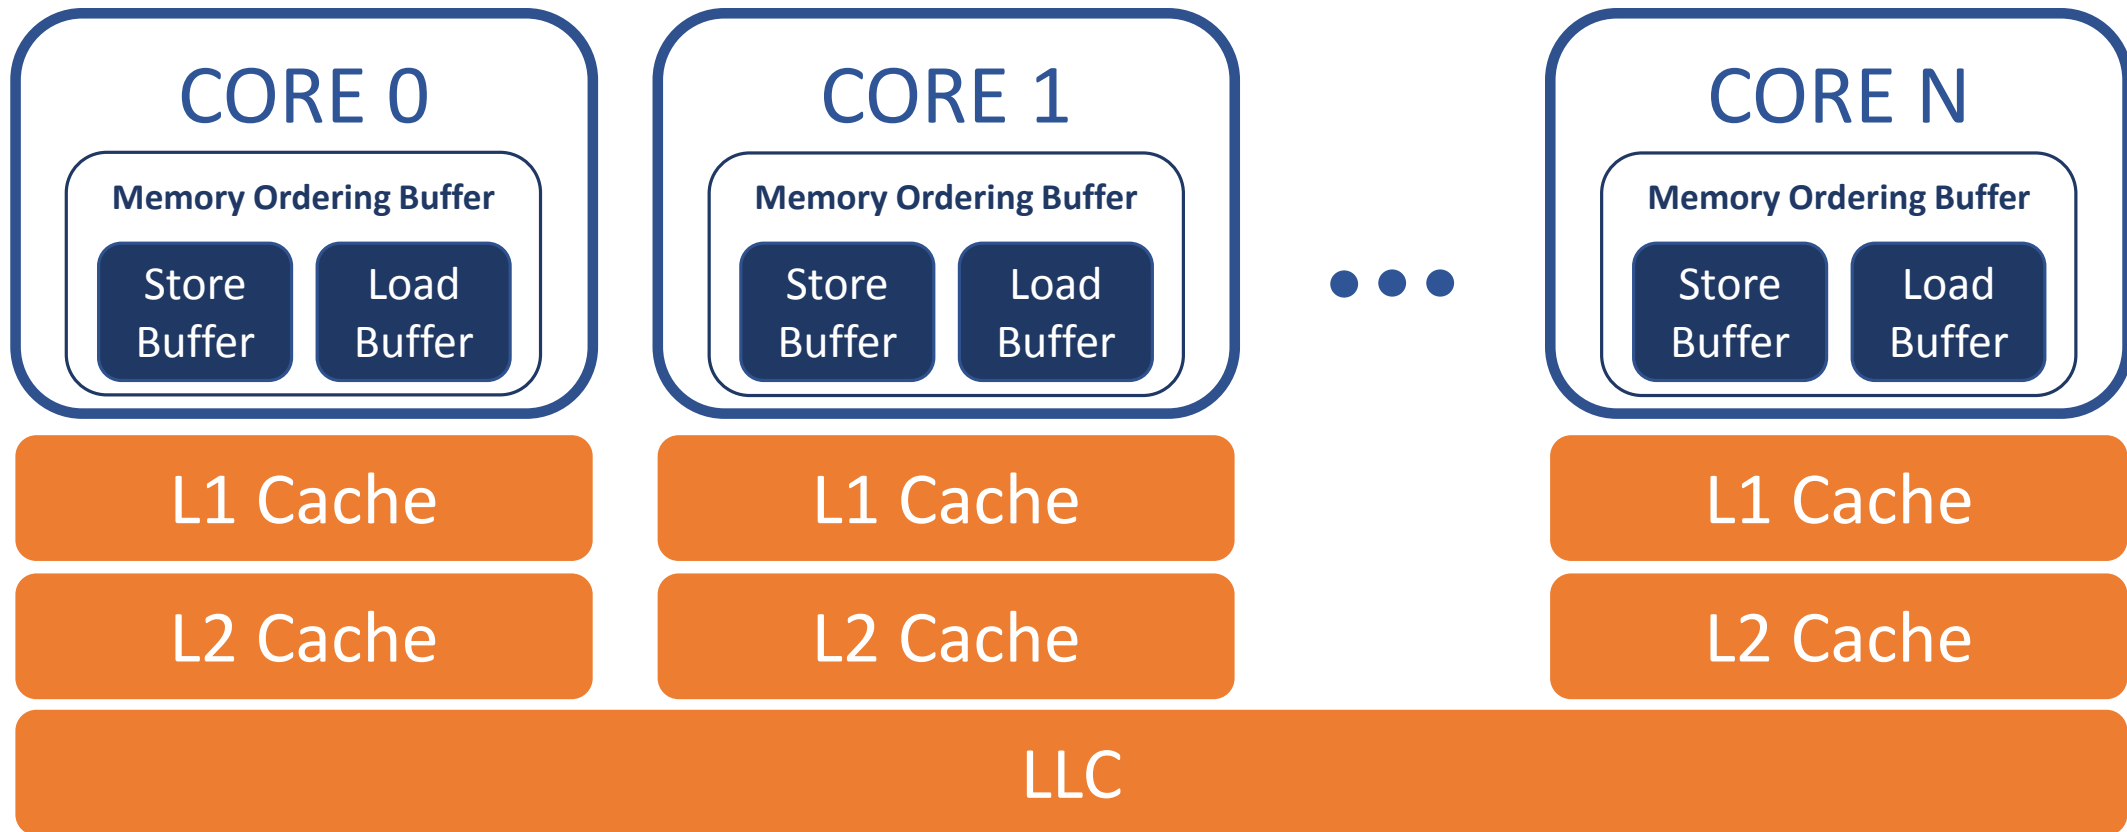 CORE 0
Memory Ordering Buffer
Store
Buffer
Load
Buffer
CORE 1
Memory Ordering Buffer
Store
Buffer
Load
Buffer
CORE N
Memory Ordering Buffer
Store
Buffer
Load
Buffer
L1 Cache
L1 Cache
L1 Cache
L2 Cache
L2 Cache
L2 Cache
LLC